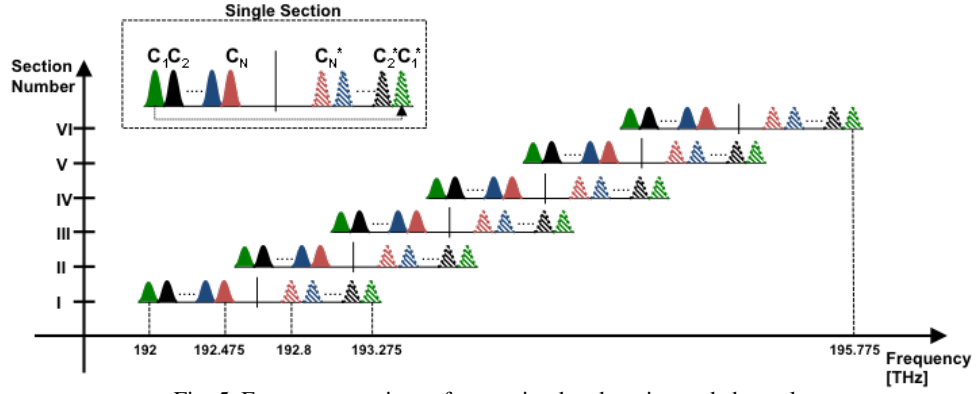 Single Section
C1C2 CN CN* C2*C1*
Section
Number
VI
V
IV
III
II
I
192 192.475 192.8 193.275 195.775
Frequency
[THz]